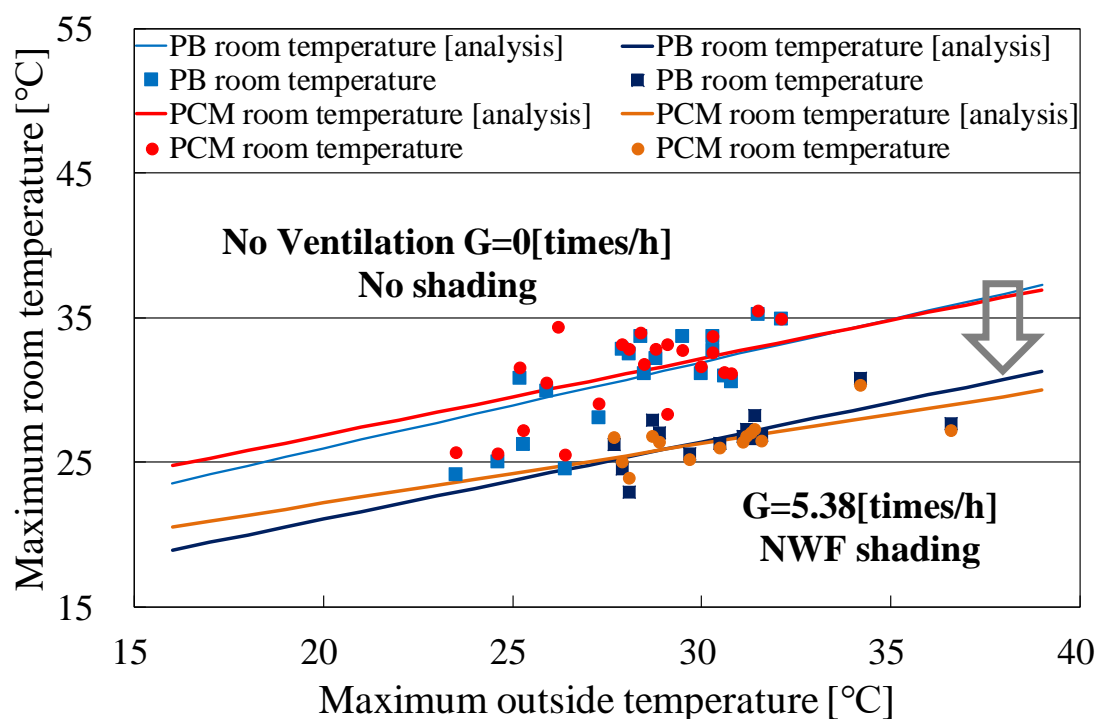 55
PB room temperature [analysis] PB room temperature [analysis]
PB room temperature PB room temperature
PCM room temperature [analysis] PCM room temperature [analysis]
PCM room temperature PCM room temperature
45
No Ventilation G=0[times/h]
No shading
35
25
G=5.38[times/h]
NWF shading
15
15 20 25 30 35 40
Maximum outside temperature [°C]
Maximum room temperature [°C]